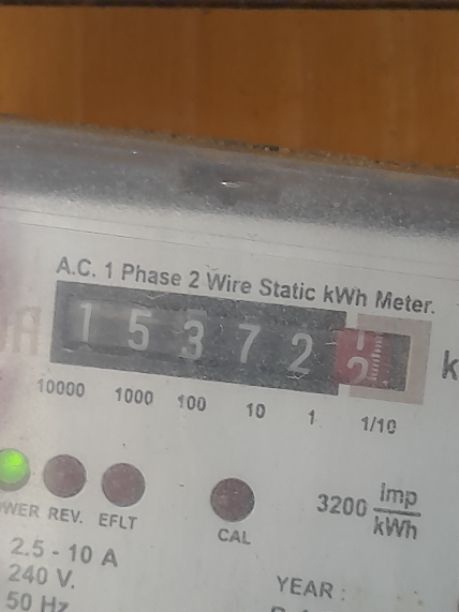 A.C. 1 Phase 2 Wire Static kWh Meter.
1 5 3 7 2 2
10000 1000 100 10 1 1/10
3200 imp/kWh
REV. EFLT CAL
2.5 - 10 A
240 V.
50 Hz
YEAR :